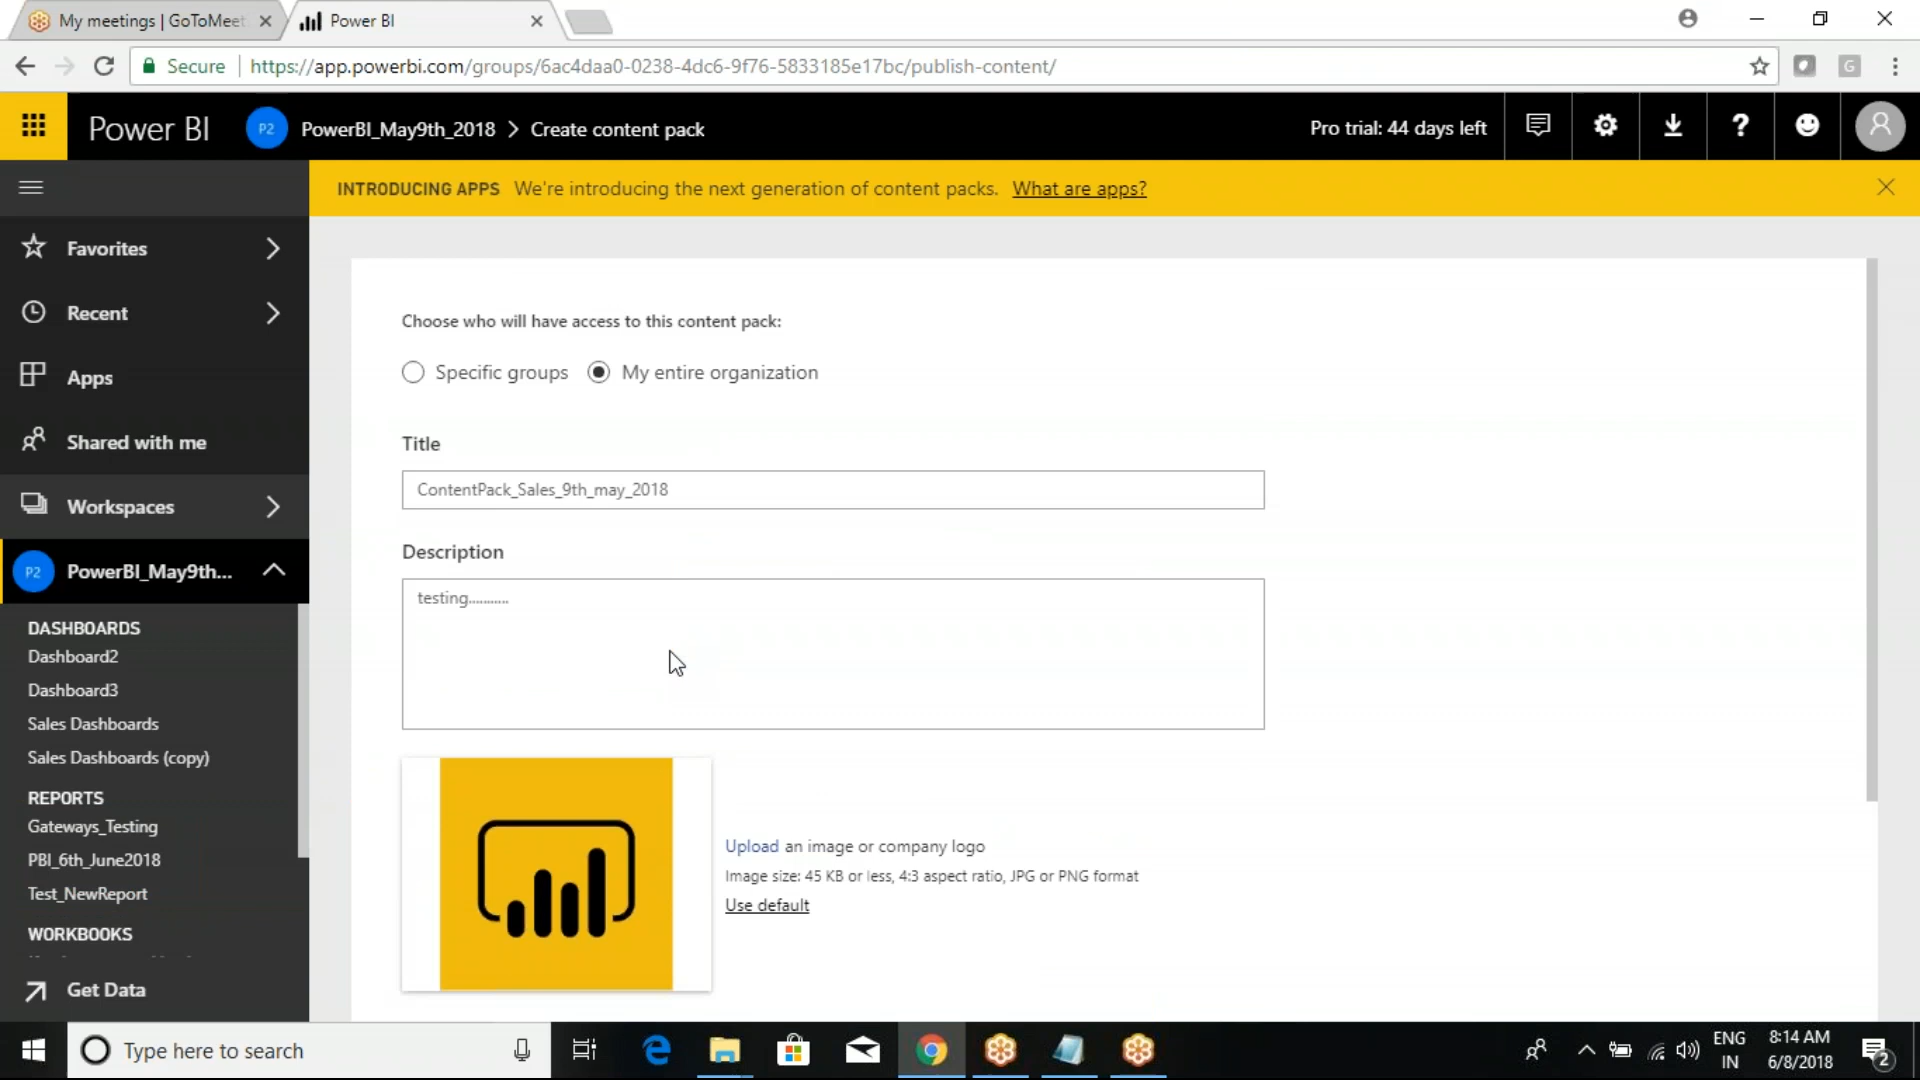 My meetings | GoToMeet
Power BI
Secure
https://app.powerbi.com/groups/6ac4daa0-0238-4dc6-9f76-5833185e17bc/publish-content/
G
Power BI
P2
PowerBI_May9th_2018 > Create content pack
Pro trial: 44 days left
?
INTRODUCING APPS We're introducing the next generation of content packs. What are apps?
Favorites
Recent
Apps
Shared with me
Workspaces
P2
PowerBI_May9th...
DASHBOARDS
Dashboard2
Dashboard3
Sales Dashboards
Sales Dashboards (copy)
REPORTS
Gateways_Testing
PBI_6th_June2018
Test_NewReport
WORKBOOKS
Get Data
Choose who will have access to this content pack:
Specific groups
My entire organization
Title
ContentPack_Sales_9th_may_2018
Description
testing...........
Upload an image or company logo
Image size: 45 KB or less, 4:3 aspect ratio, JPG or PNG format
Use default
Type here to search
ENG
IN
8:14 AM
6/8/2018
2